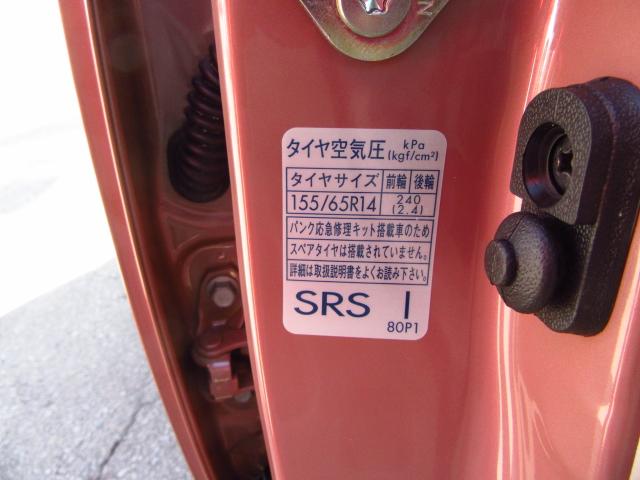 タイヤ空気圧 kPa (kgf/cm²)
タイヤサイズ 前輪 後輪
155/65R14 240 (2.4)
パンク応急修理キット搭載車のため
スペアタイヤは搭載されていません。
詳細は取扱説明書をよくお読み下さい。
SRS I
80P1